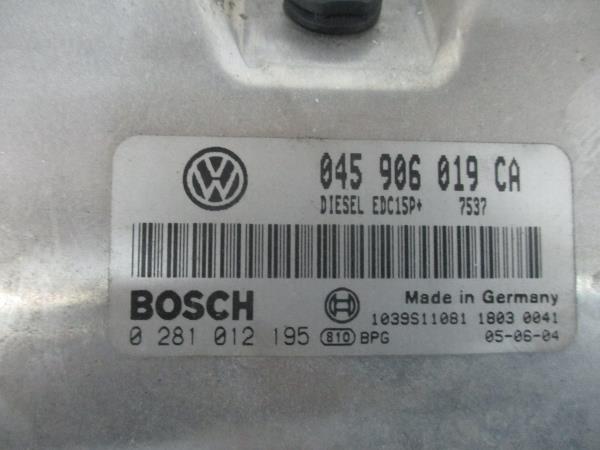 045 906 019 CA
DIESEL EDC15P+ 7537
BOSCH
Made in Germany
1039S11081 1803 0041
0 281 012 195 810 BPG 05-06-04